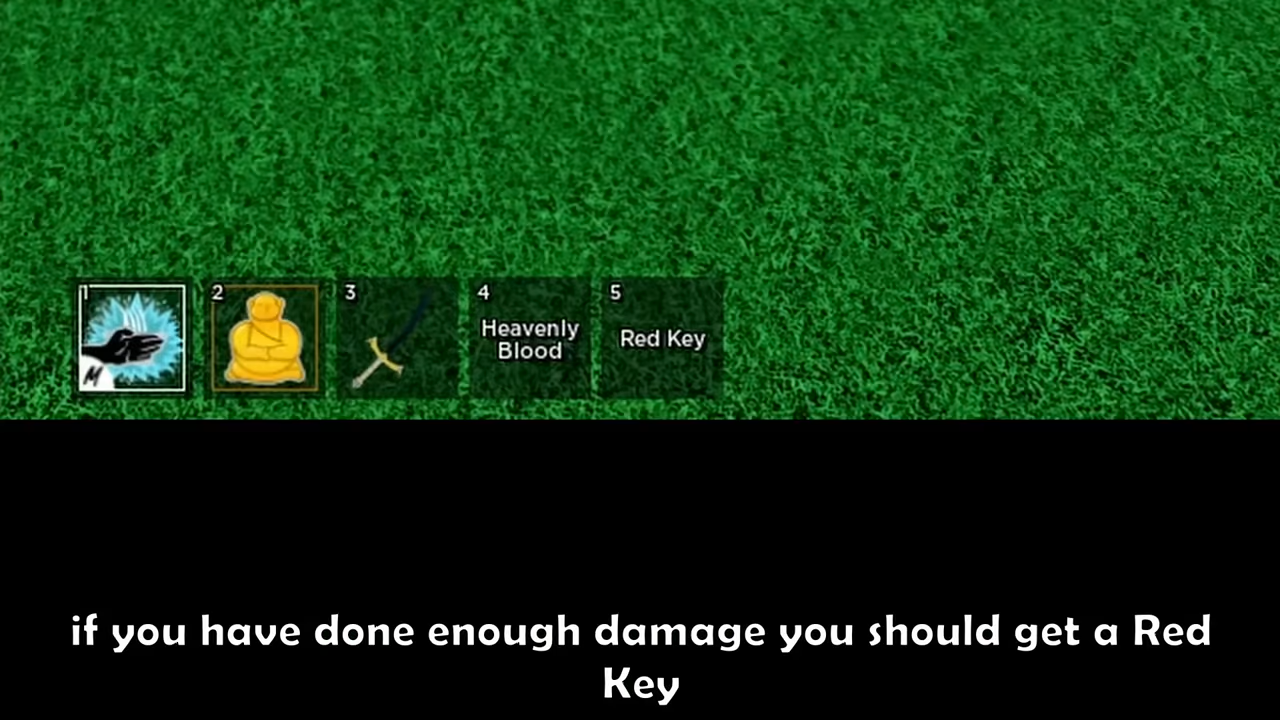 1
2
3
4
5
Heavenly
Blood
Red Key
M
if you have done enough damage you should get a Red
Key